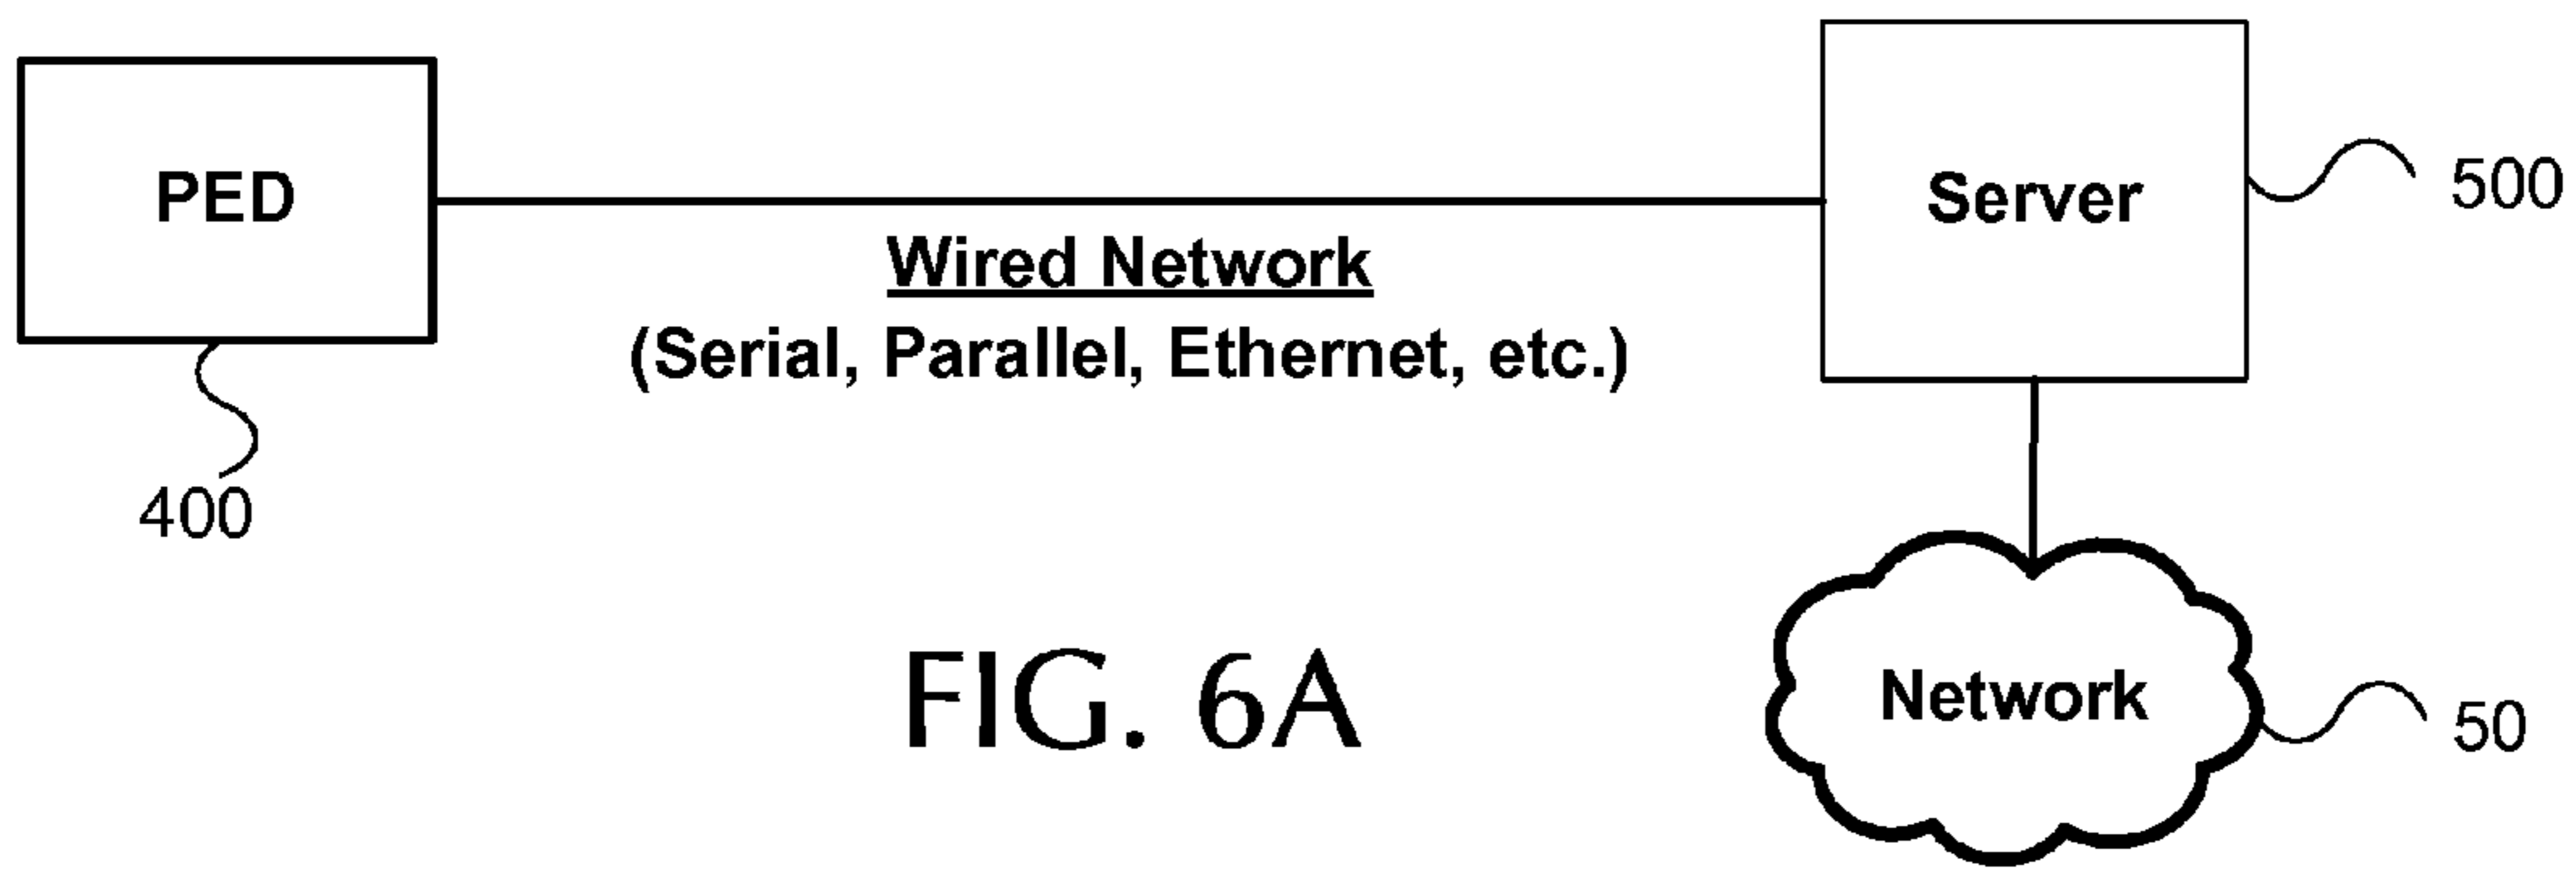 PED
Server
500
Wired Network
(Serial, Parallel, Ethernet, etc.)
400
FIG. 6A
Network
50